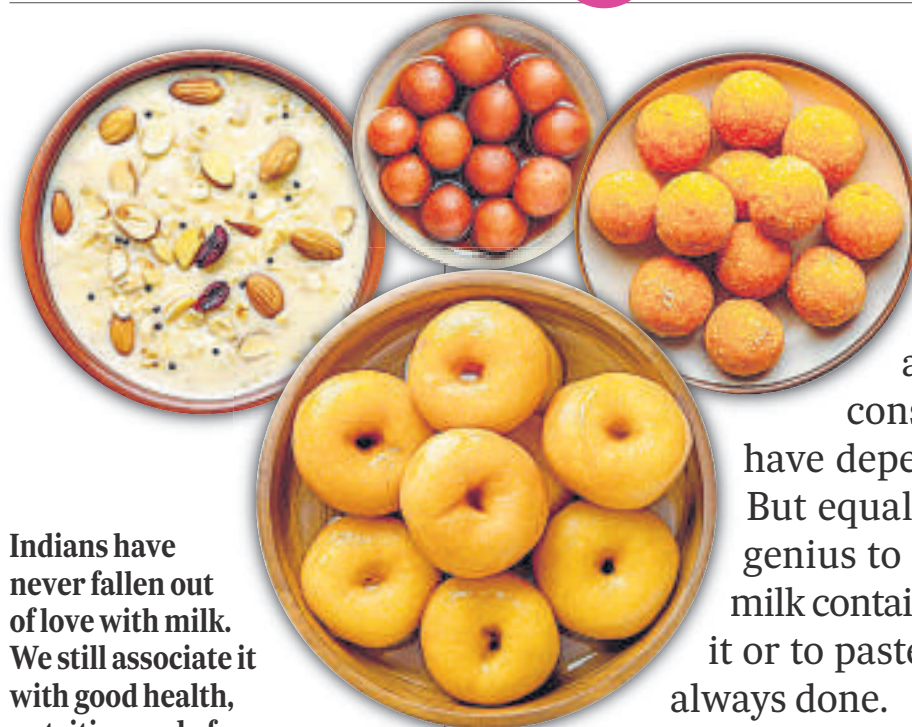 Indians have
never fallen out
of love with milk.
We still associate it
with good health,
have depe
But equal
genius to
milk contai
it or to paste
always done.